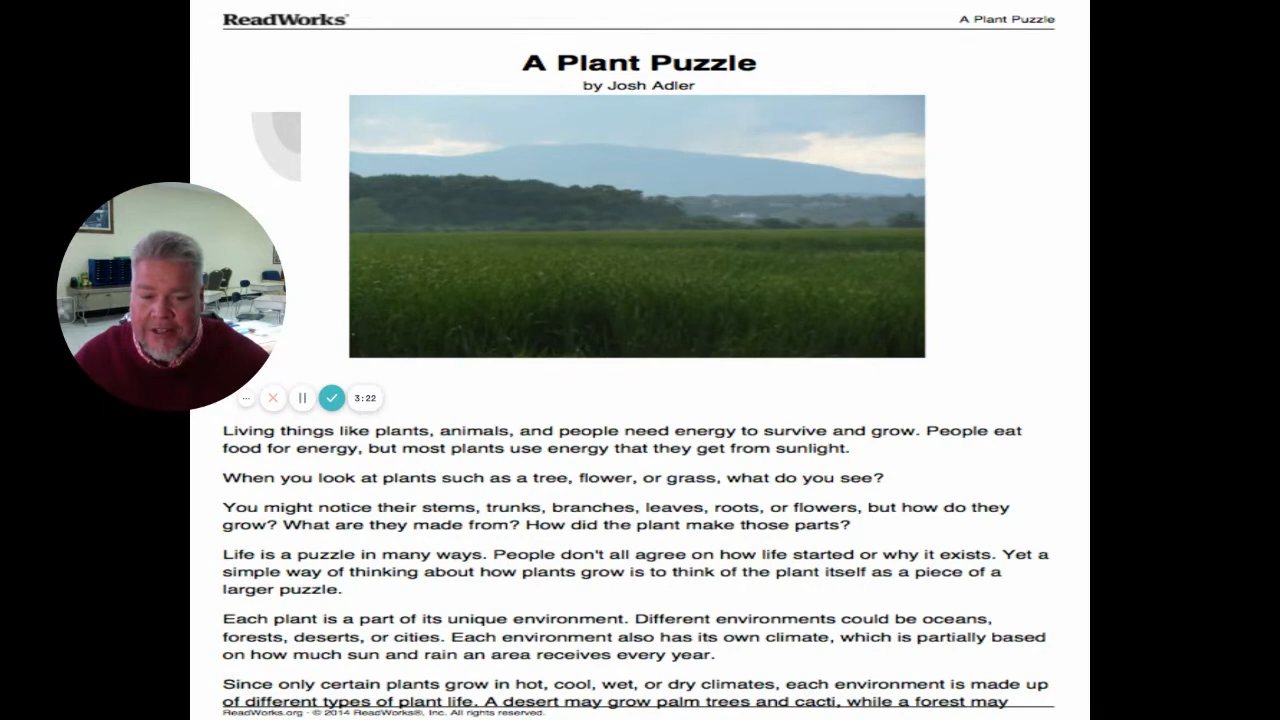 ReadWorks®
A Plant Puzzle
A Plant Puzzle
by Josh Adler
3:22
Living things like plants, animals, and people need energy to survive and grow. People eat
food for energy, but most plants use energy that they get from sunlight.
When you look at plants such as a tree, flower, or grass, what do you see?
You might notice their stems, trunks, branches, leaves, roots, or flowers, but how do they
grow? What are they made from? How did the plant make those parts?
Life is a puzzle in many ways. People don't all agree on how life started or why it exists. Yet a
simple way of thinking about how plants grow is to think of the plant itself as a piece of a
larger puzzle.
Each plant is a part of its unique environment. Different environments could be oceans,
forests, deserts, or cities. Each environment also has its own climate, which is partially based
on how much sun and rain an area receives every year.
Since only certain plants grow in hot, cool, wet, or dry climates, each environment is made up
of different types of plant life. A desert may grow palm trees and cacti, while a forest may
ReadWorks.org · © 2014 ReadWorks®, Inc. All rights reserved.